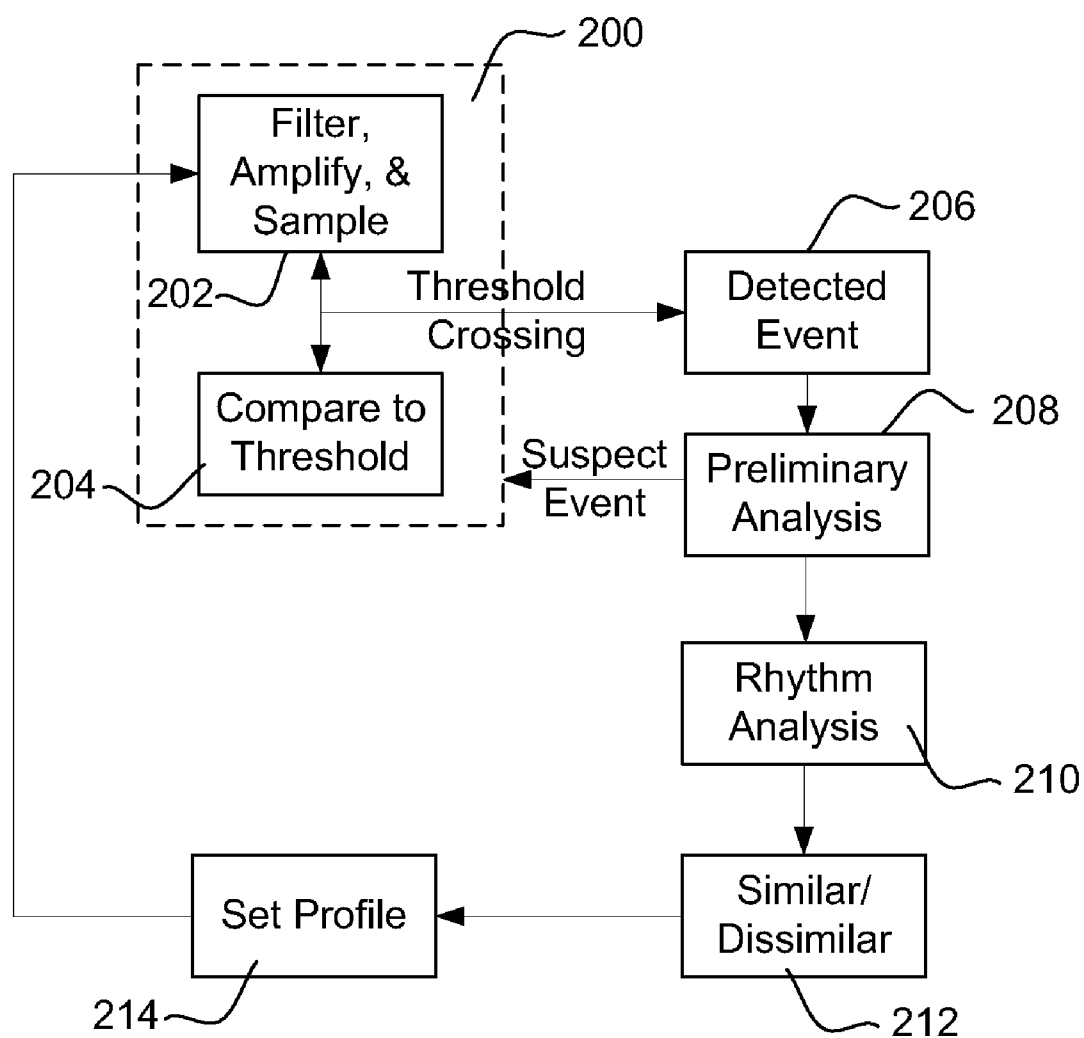 200
Filter,
Amplify, &
Sample
202
Threshold
Crossing
206
Detected
Event
Compare to
Threshold
204
208
Suspect
Event
Preliminary
Analysis
Rhythm
Analysis
210
Similar/
Dissimilar
212
Set Profile
214